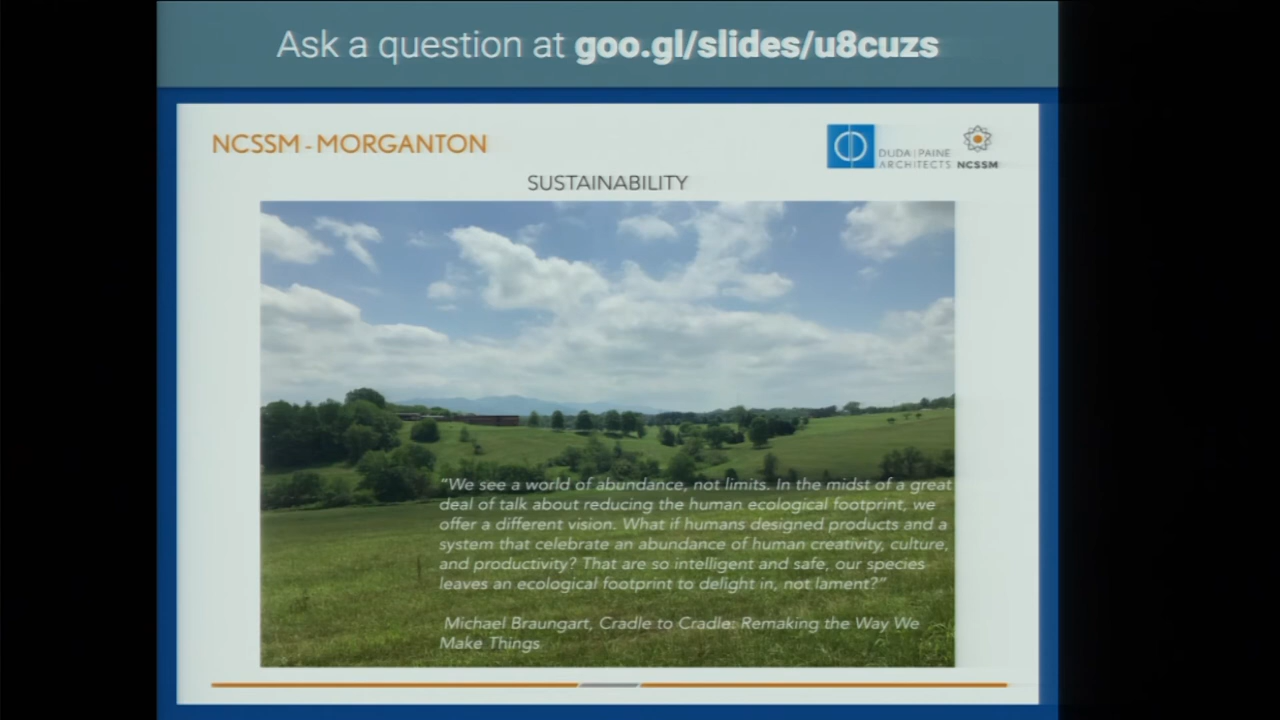 Ask a question at goo.gl/slides/u8cuzs
NCSSM - MORGANTON
DUDA | PAINE
ARCHITECTS
NCSSM
SUSTAINABILITY
“We see a world of abundance, not limits. In the midst of a great
deal of talk about reducing the human ecological footprint, we
offer a different vision. What if humans designed products and a
system that celebrate an abundance of human creativity, culture,
and productivity? That are so intelligent and safe, our species
leaves an ecological footprint to delight in, not lament?”
Michael Braungart, Cradle to Cradle: Remaking the Way We
Make Things